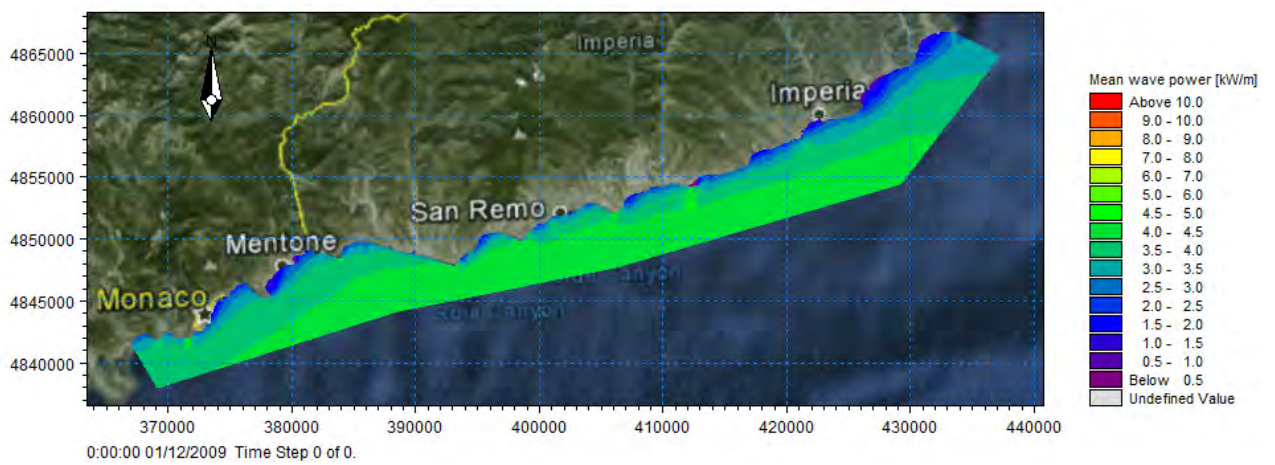 N
Imperia
Imperia
San Remo
Mentone
Monaco
Canyon
Canyon
4865000
4860000
4855000
4850000
4845000
4840000
370000 380000 390000 400000 410000 420000 430000 440000
0:00:00 01/12/2009 Time Step 0 of 0.
Mean wave power [kW/m]
Above 10.0
9.0 - 10.0
8.0 - 9.0
7.0 - 8.0
6.0 - 7.0
5.0 - 6.0
4.5 - 5.0
4.0 - 4.5
3.5 - 4.0
3.0 - 3.5
2.5 - 3.0
2.0 - 2.5
1.5 - 2.0
1.0 - 1.5
0.5 - 1.0
Below 0.5
Undefined Value